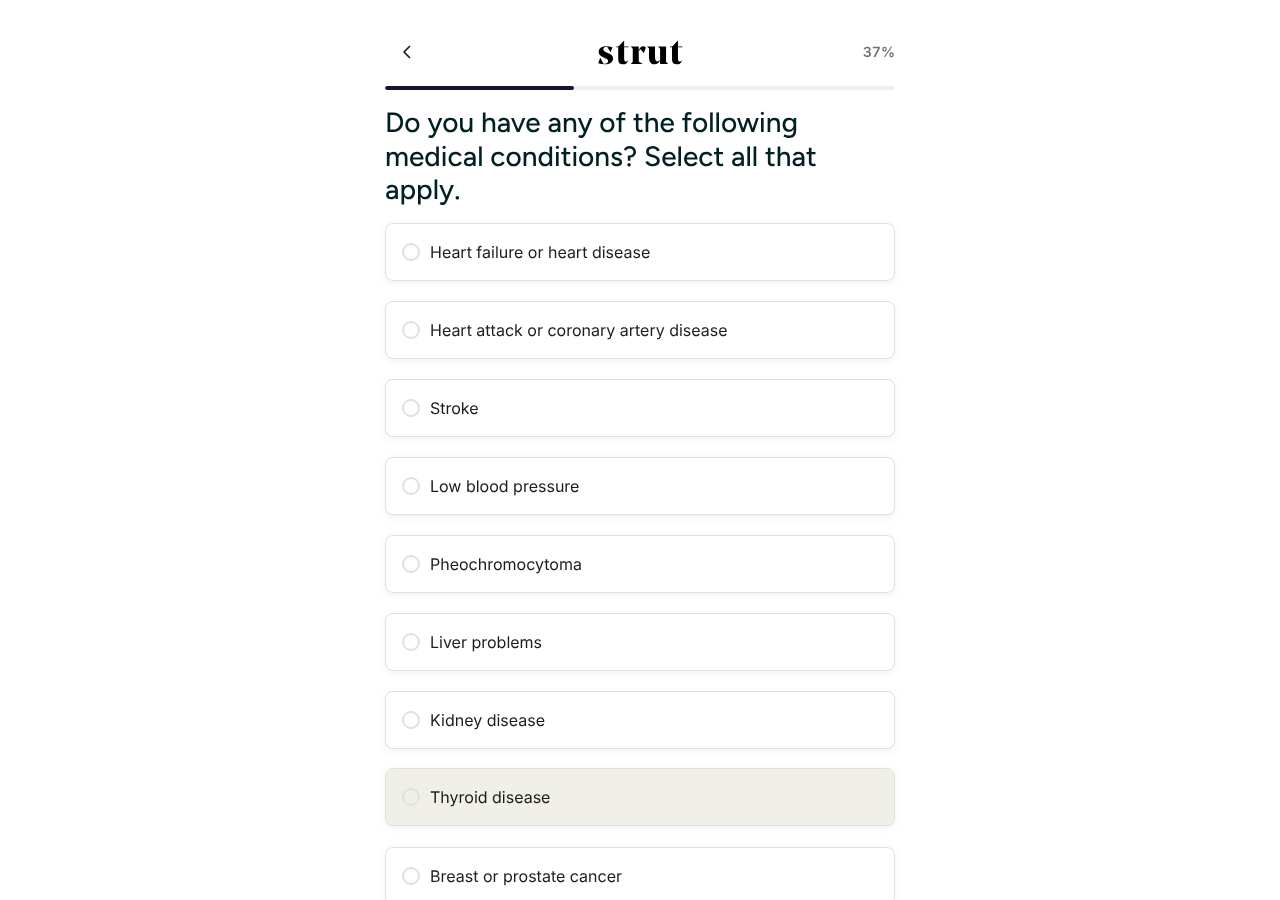 strut
37%
Do you have any of the following
medical conditions? Select all that
apply.
Heart failure or heart disease
Heart attack or coronary artery disease
Stroke
Low blood pressure
Pheochromocytoma
Liver problems
Kidney disease
Thyroid disease
Breast or prostate cancer